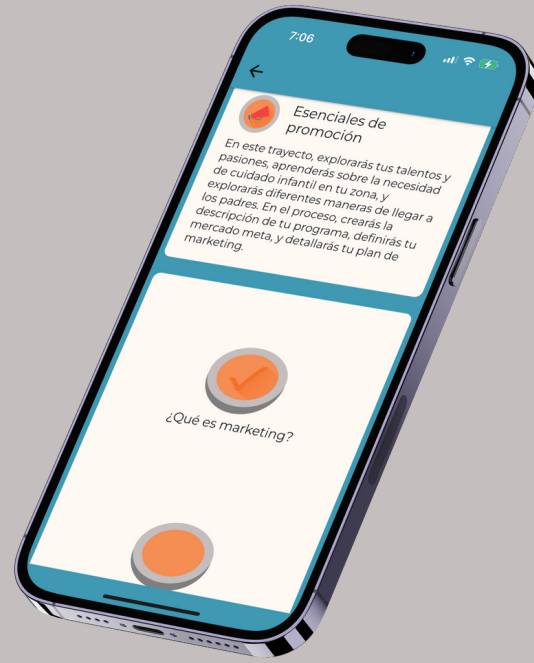 7:06
Esenciales de
promoción
En este trayecto, explorarás tus talentos y
pasiones, aprenderás sobre la necesidad
de cuidado infantil en tu zona, y
explorarás diferentes maneras de llegar a
los padres. En el proceso, crearás la
descripción de tu programa, definirás tu
mercado meta, y detallarás tu plan de
marketing.
¿Qué es marketing?